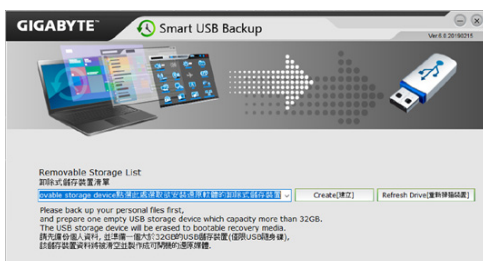 GIGABYTE™
Smart USB Backup
Ver.6.6 20190215
Removable Storage List
卸除式儲存裝置清單
ovable storage device點選此處選取欲安裝還原軟體的卸除式儲存裝置
Create[建立]
Refresh Drive[重新掃描裝置]
Please back up your personal files first,
and prepare one empty USB storage device which capacity more than 32GB.
The USB storage device will be erased to bootable recovery media.
請先備份個人資料, 並準備一個大於32GB的USB儲存裝置(僅限USB隨身碟),
該儲存裝置資料將被清空並製作成可開機的還原媒體.